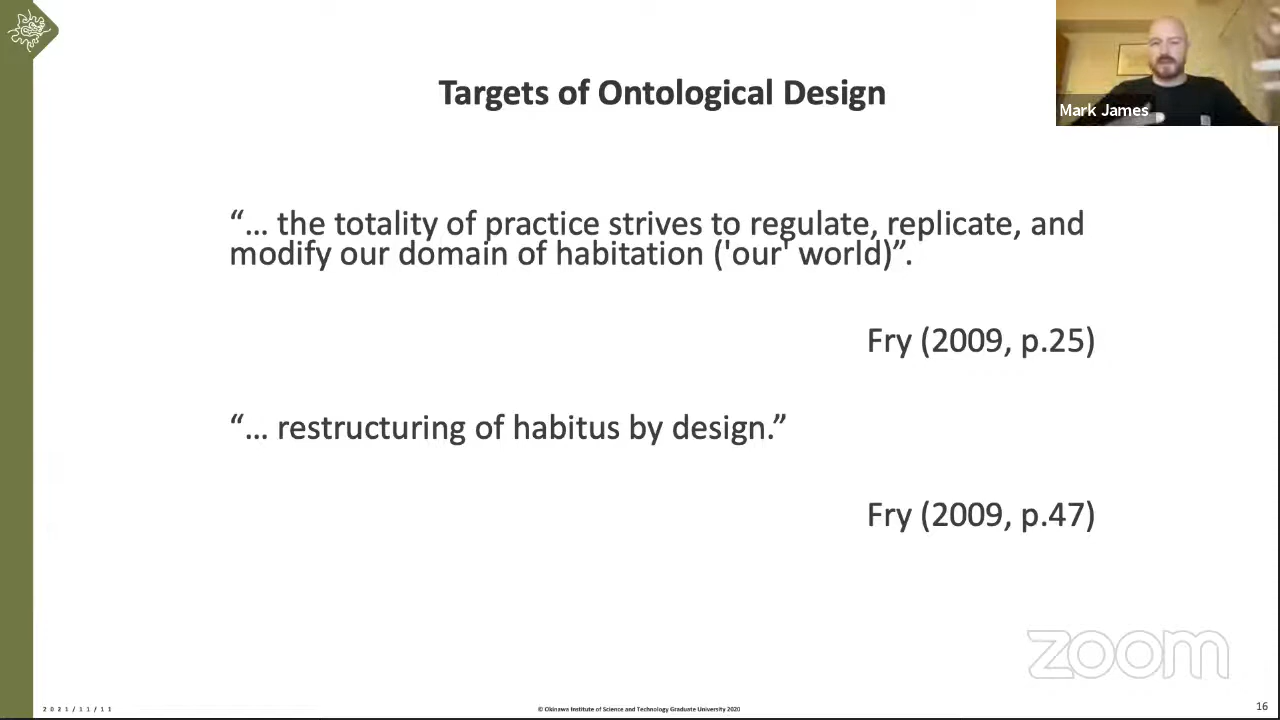 Targets of Ontological Design
Mark James
“… the totality of practice strives to regulate, replicate, and
modify our domain of habitation ('our' world)”.
Fry (2009, p.25)
“… restructuring of habitus by design.”
Fry (2009, p.47)
zoom
2021/11/11
© Okinawa Institute of Science and Technology Graduate University 2020
16